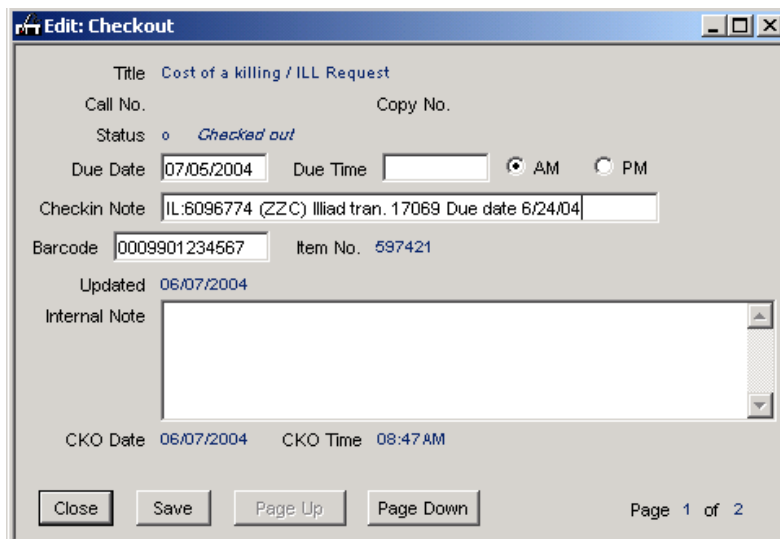 Edit: Checkout
Title Cost of a killing / ILL Request
Call No. Copy No.
Status o Checked out
Due Date 07/05/2004 Due Time AM PM
Checkin Note IL:6096774 (ZZC) Illiad tran. 17069 Due date 6/24/04
Barcode 0009901234567 Item No. 597421
Updated 06/07/2004
Internal Note
CKO Date 06/07/2004 CKO Time 08:47AM
Close Save Page Up Page Down Page 1 of 2